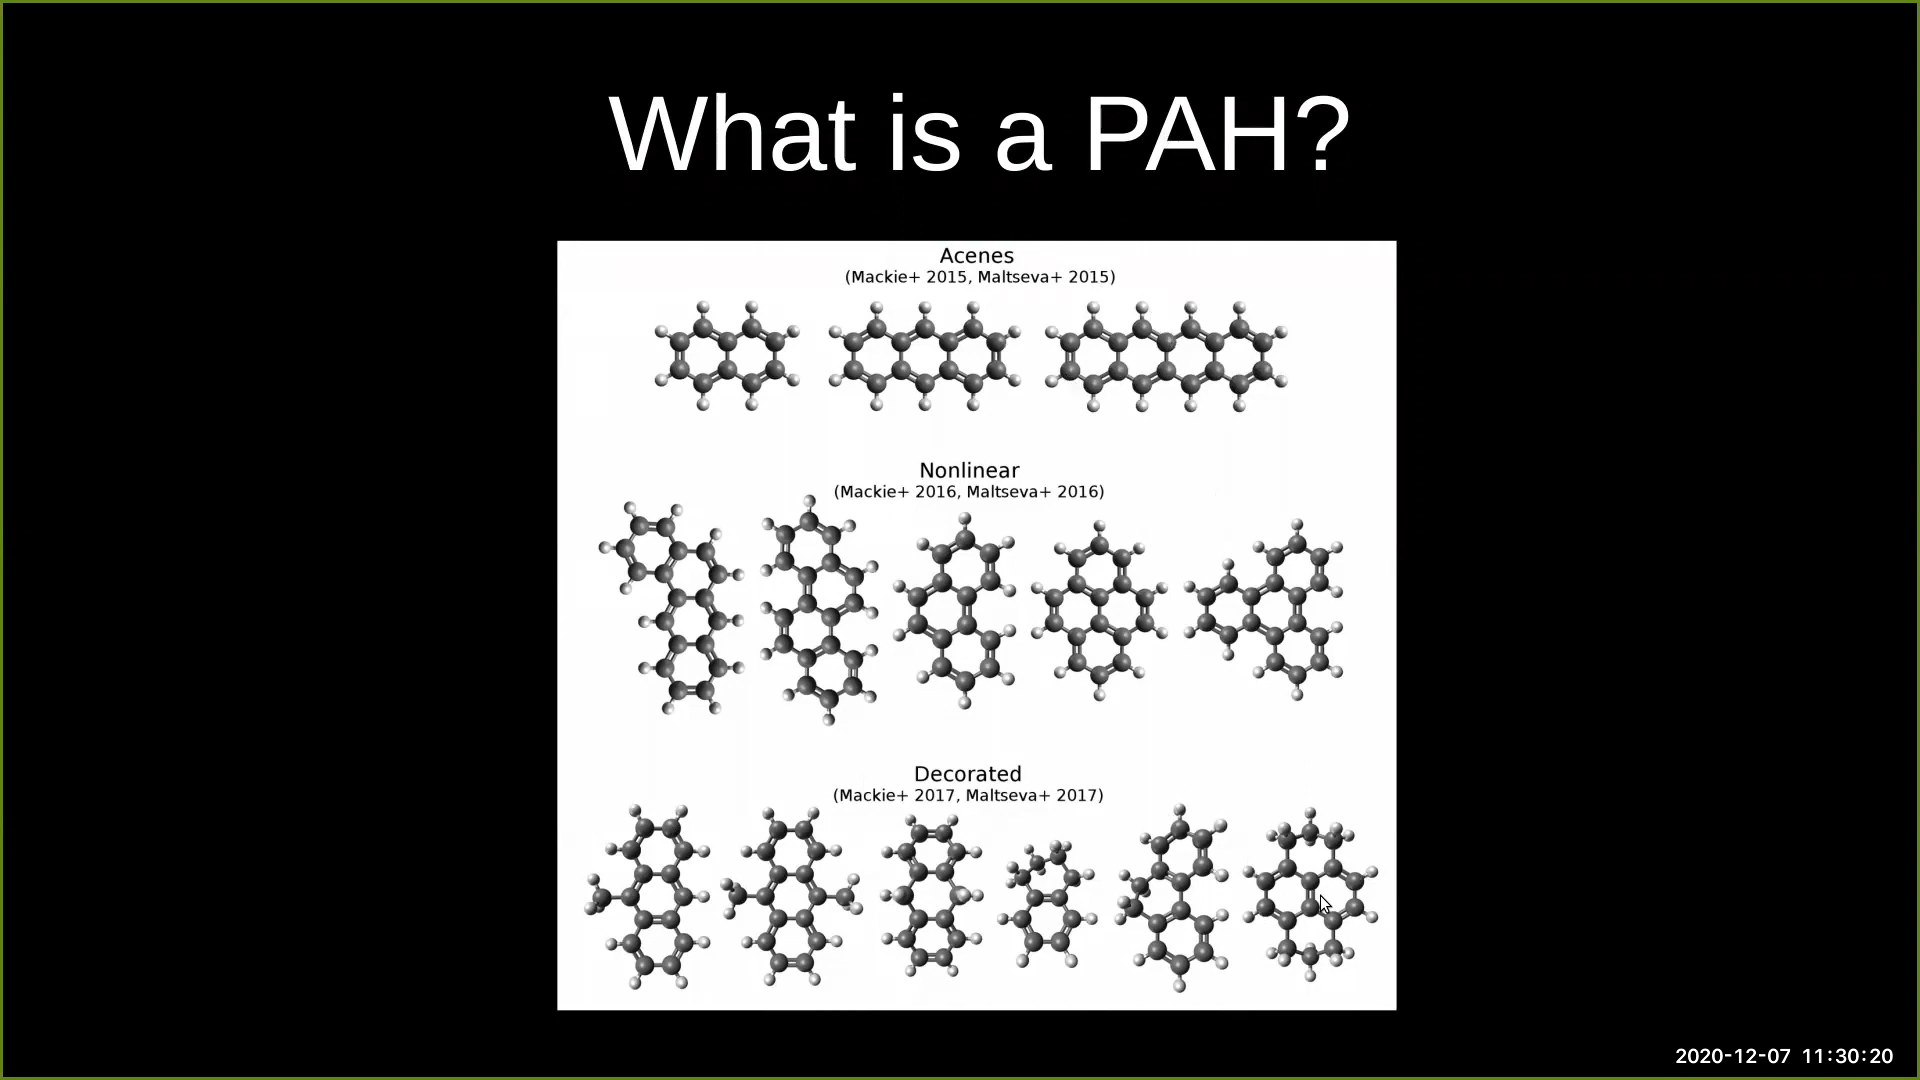 What is a PAH?
Acenes
(Mackie+ 2015, Maltseva+ 2015)
Nonlinear
(Mackie+ 2016, Maltseva+ 2016)
Decorated
(Mackie+ 2017, Maltseva+ 2017)
2020-12-07 11:30:20